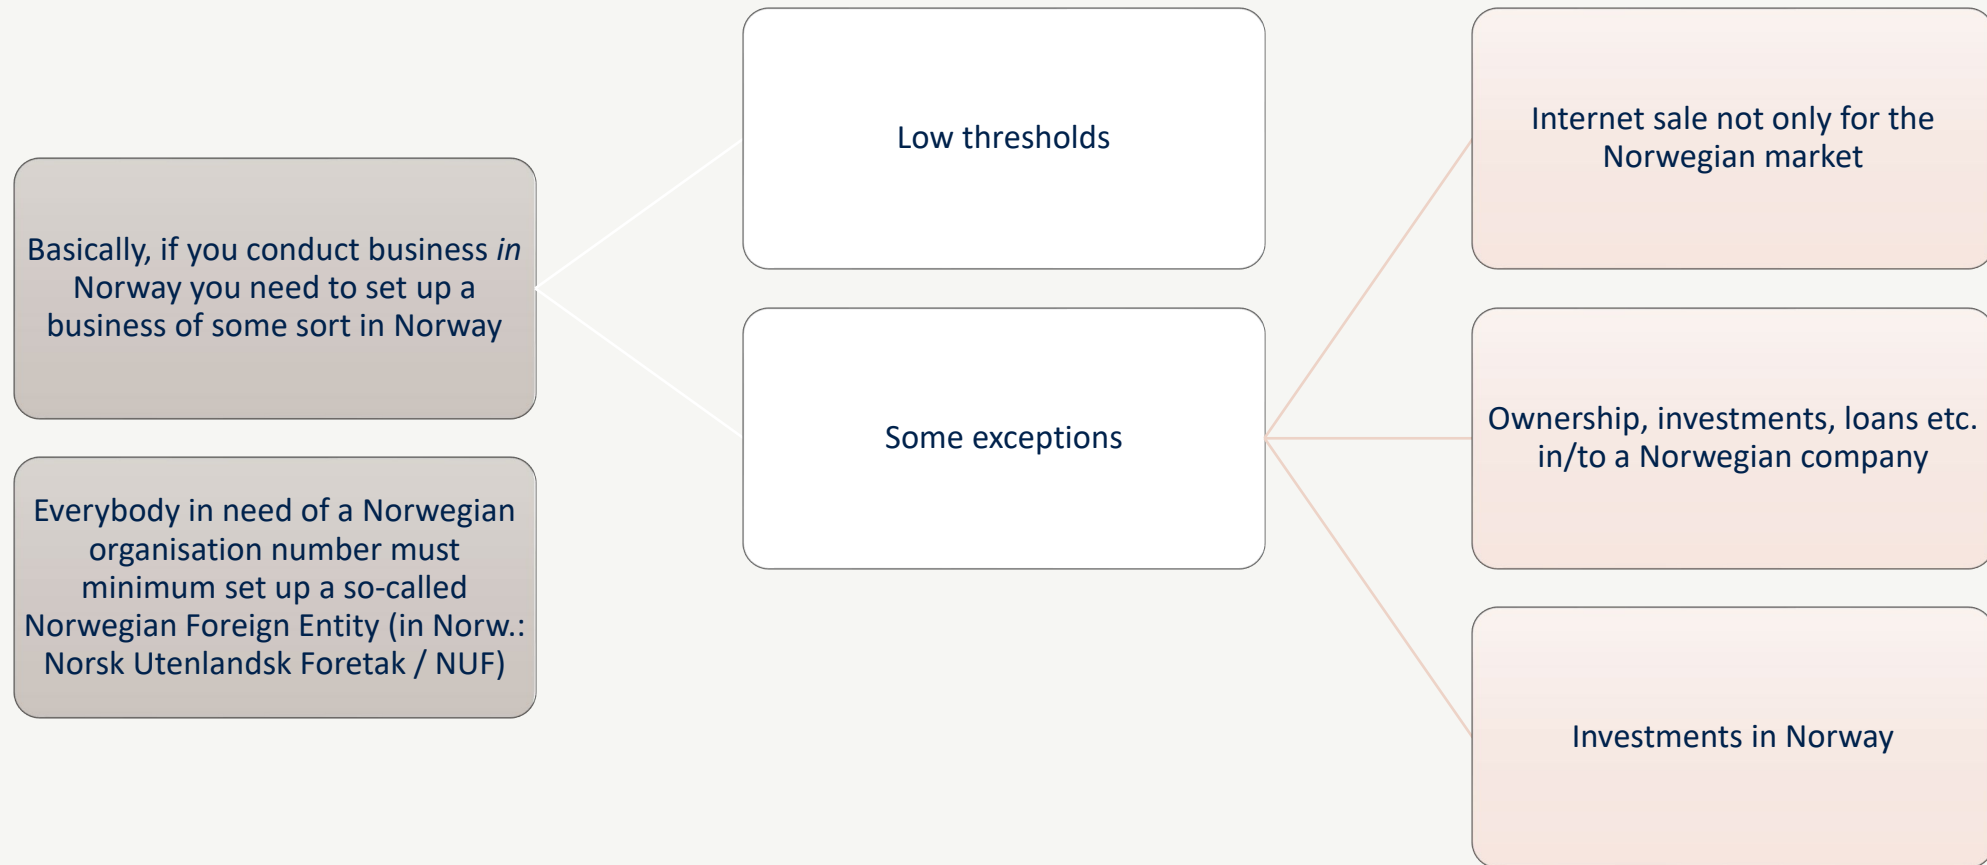 Basically, if you conduct business in
Norway you need to set up a
business of some sort in Norway
Everybody in need of a Norwegian
organisation number must
minimum set up a so-called
Norwegian Foreign Entity (in Norw.:
Norsk Utenlandsk Foretak / NUF)
Low thresholds
Some exceptions
Internet sale not only for the
Norwegian market
Ownership, investments, loans etc.
in/to a Norwegian company
Investments in Norway